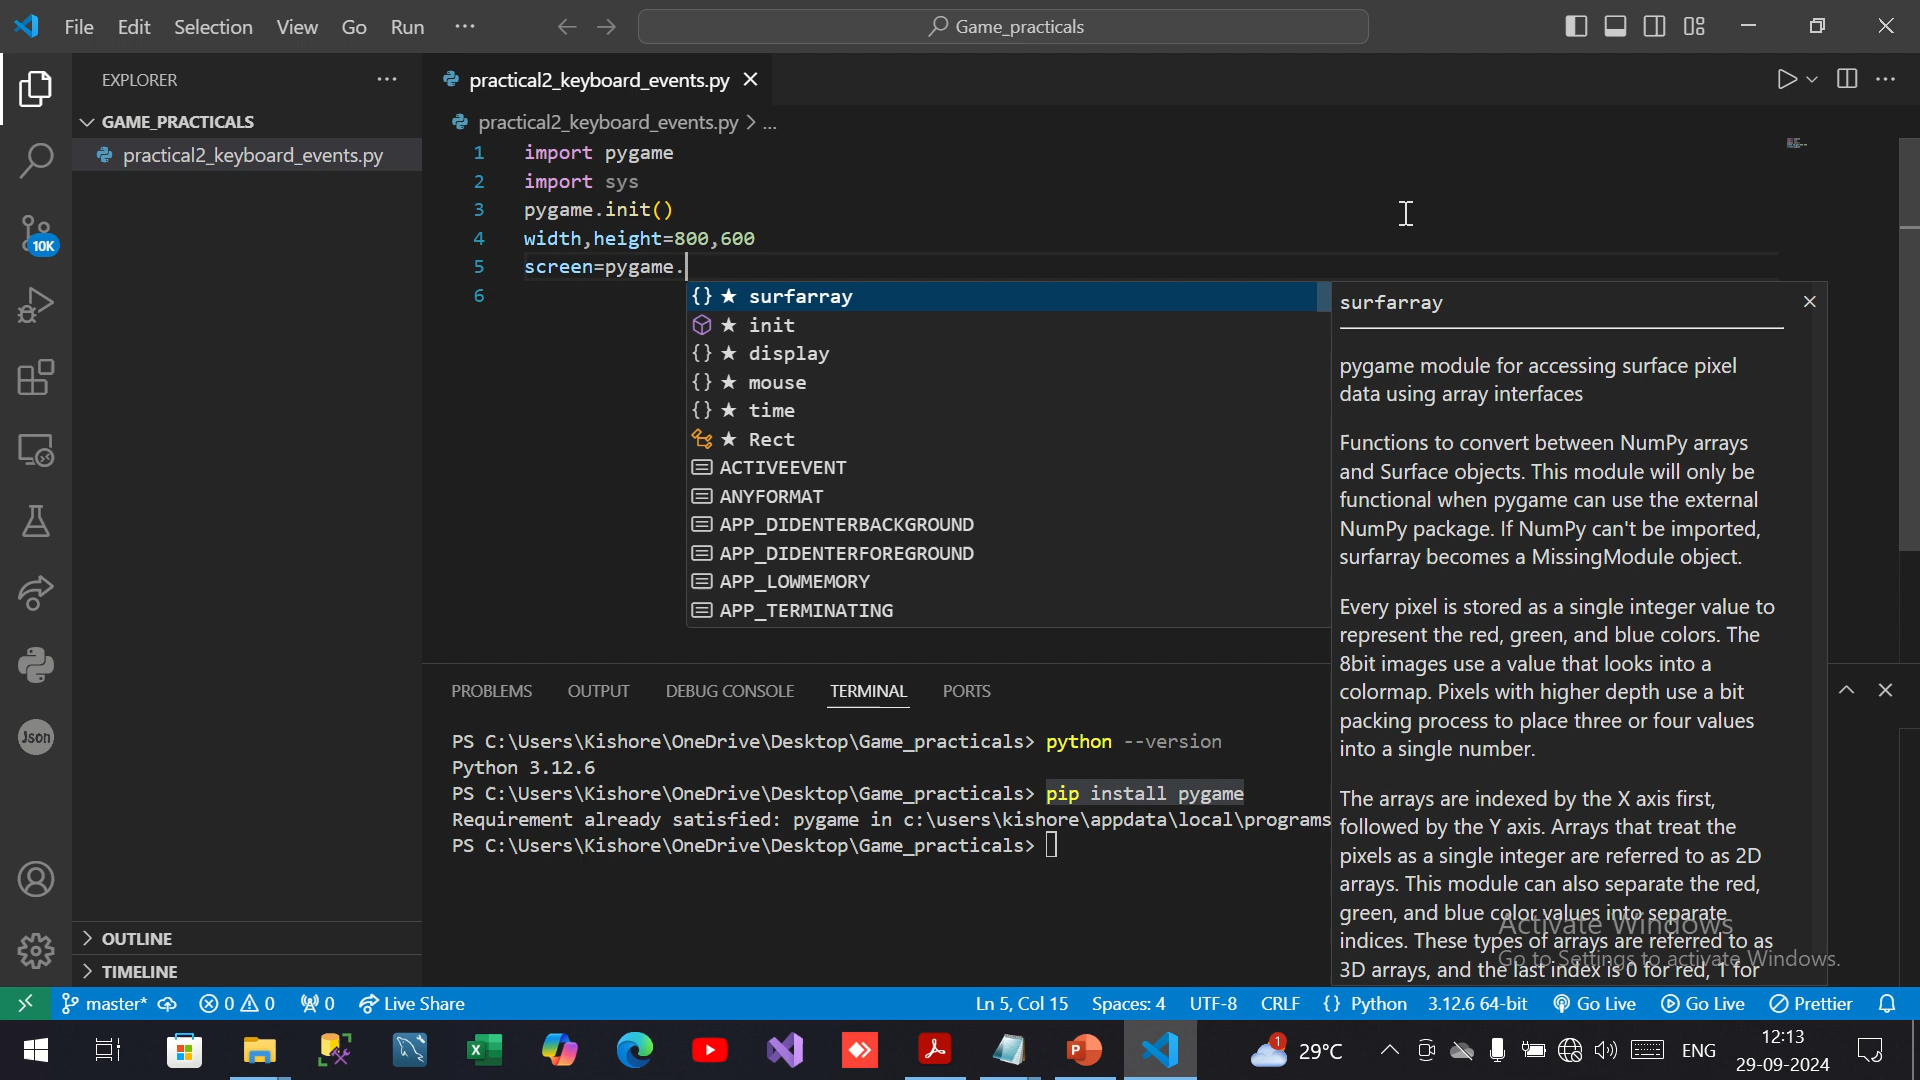 File Edit Selection View Go Run ···
Game_practicals
EXPLORER
practical2_keyboard_events.py
GAME_PRACTICALS
practical2_keyboard_events.py
practical2_keyboard_events.py > ...
1 import pygame
2 import sys
3 pygame.init()
4 width,height=800,600
5 screen=pygame.
6
10K
{} ★ surfarray
★ init
{} ★ display
{} ★ mouse
{} ★ time
★ Rect
ACTIVEEVENT
ANYFORMAT
APP_DIDENTERBACKGROUND
APP_DIDENTERFOREGROUND
APP_LOWMEMORY
APP_TERMINATING
surfarray
pygame module for accessing surface pixel
data using array interfaces
Functions to convert between NumPy arrays
and Surface objects. This module will only be
functional when pygame can use the external
NumPy package. If NumPy can't be imported,
surfarray becomes a MissingModule object.
Every pixel is stored as a single integer value to
represent the red, green, and blue colors. The
8bit images use a value that looks into a
colormap. Pixels with higher depth use a bit
packing process to place three or four values
into a single number.
The arrays are indexed by the X axis first,
followed by the Y axis. Arrays that treat the
pixels as a single integer are referred to as 2D
arrays. This module can also separate the red,
green, and blue color values into separate
indices. These types of arrays are referred to as
3D arrays, and the last index is 0 for red, 1 for
Activate Windows
Go to Settings to activate Windows.
PROBLEMS OUTPUT DEBUG CONSOLE TERMINAL PORTS
PS C:\Users\Kishore\OneDrive\Desktop\Game_practicals> python --version
Python 3.12.6
PS C:\Users\Kishore\OneDrive\Desktop\Game_practicals> pip install pygame
Requirement already satisfied: pygame in c:\users\kishore\appdata\local\programs
PS C:\Users\Kishore\OneDrive\Desktop\Game_practicals>
Json
OUTLINE
TIMELINE
master* 0 0 0 Live Share
Ln 5, Col 15 Spaces: 4 UTF-8 CRLF {} Python 3.12.6 64-bit Go Live Go Live Prettier
1 29°C ENG
12:13
29-09-2024